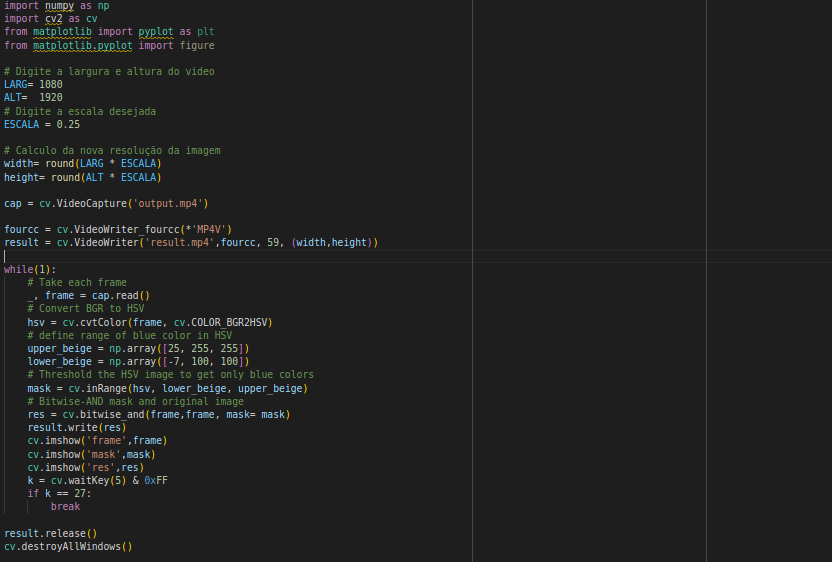 import numpy as np
import cv2 as cv
from matplotlib import pyplot as plt
from matplotlib.pyplot import figure
# Digite a largura e altura do video
LARG= 1080
ALT=  1920
# Digite a escala desejada
ESCALA = 0.25
# Calculo da nova resolução da imagem
width= round(LARG * ESCALA)
height= round(ALT * ESCALA)
cap = cv.VideoCapture('output.mp4')
fourcc = cv.VideoWriter_fourcc(*'MP4V')
result = cv.VideoWriter('result.mp4',fourcc, 59, (width,height))
while(1):
    # Take each frame
    _, frame = cap.read()
    # Convert BGR to HSV
    hsv = cv.cvtColor(frame, cv.COLOR_BGR2HSV)
    # define range of blue color in HSV
    upper_beige = np.array([25, 255, 255])
    lower_beige = np.array([-7, 100, 100])
    # Threshold the HSV image to get only blue colors
    mask = cv.inRange(hsv, lower_beige, upper_beige)
    # Bitwise-AND mask and original image
    res = cv.bitwise_and(frame,frame, mask= mask)
    result.write(res)
    cv.imshow('frame',frame)
    cv.imshow('mask',mask)
    cv.imshow('res',res)
    k = cv.waitKey(5) & 0xFF
    if k == 27:
        break
result.release()
cv.destroyAllWindows()